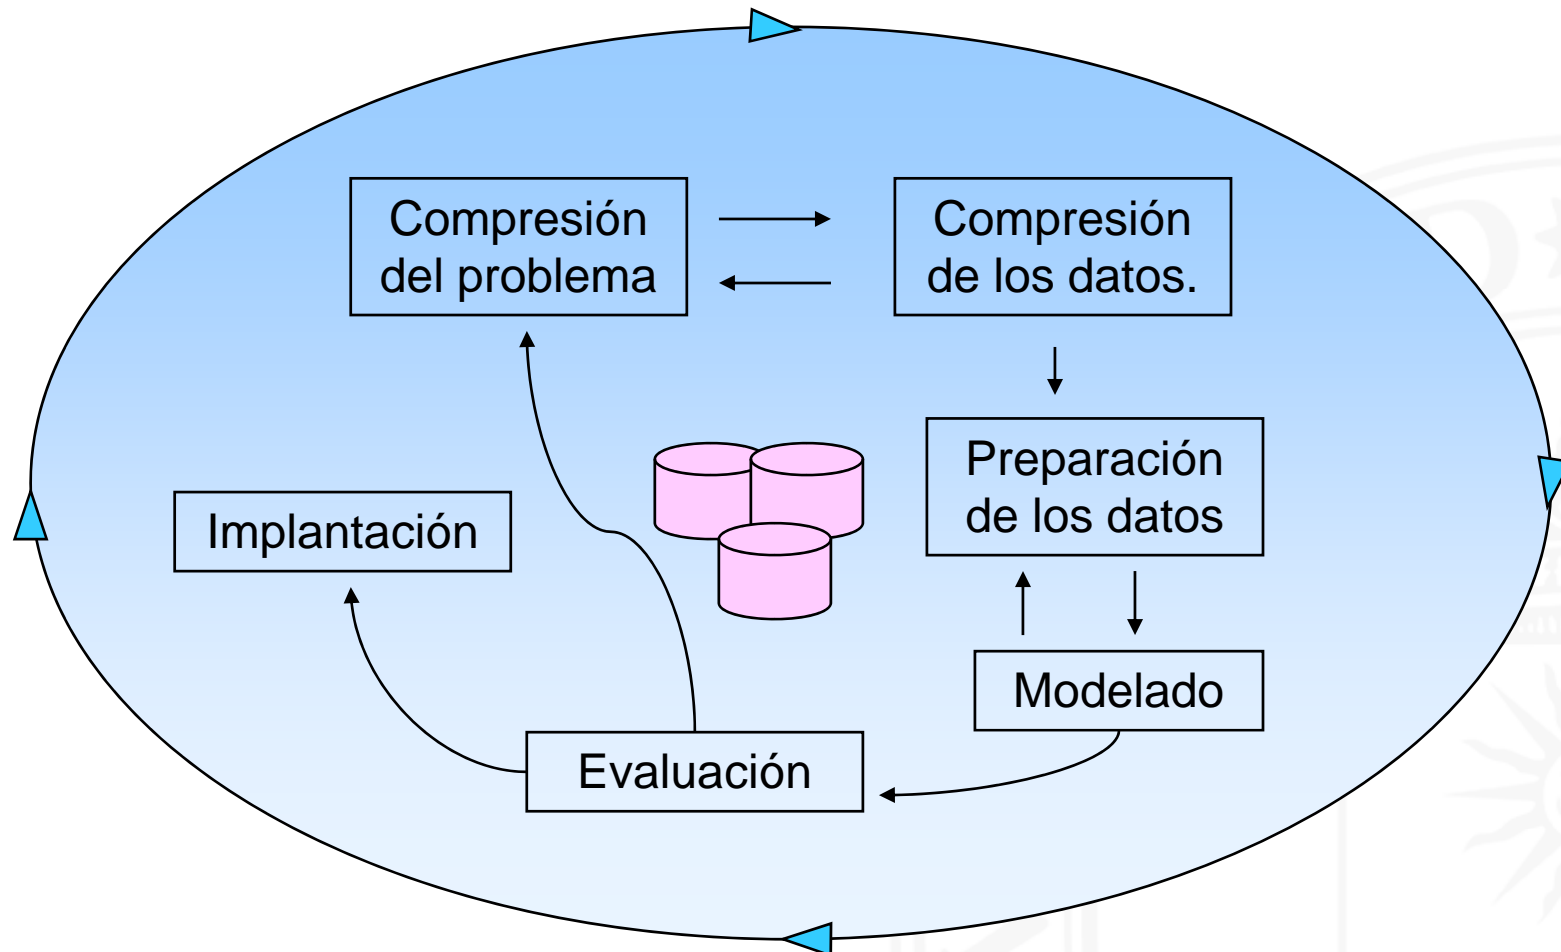 Compresión
del problema
Compresión
de los datos.
Preparación
de los datos
Implantación
Modelado
Evaluación